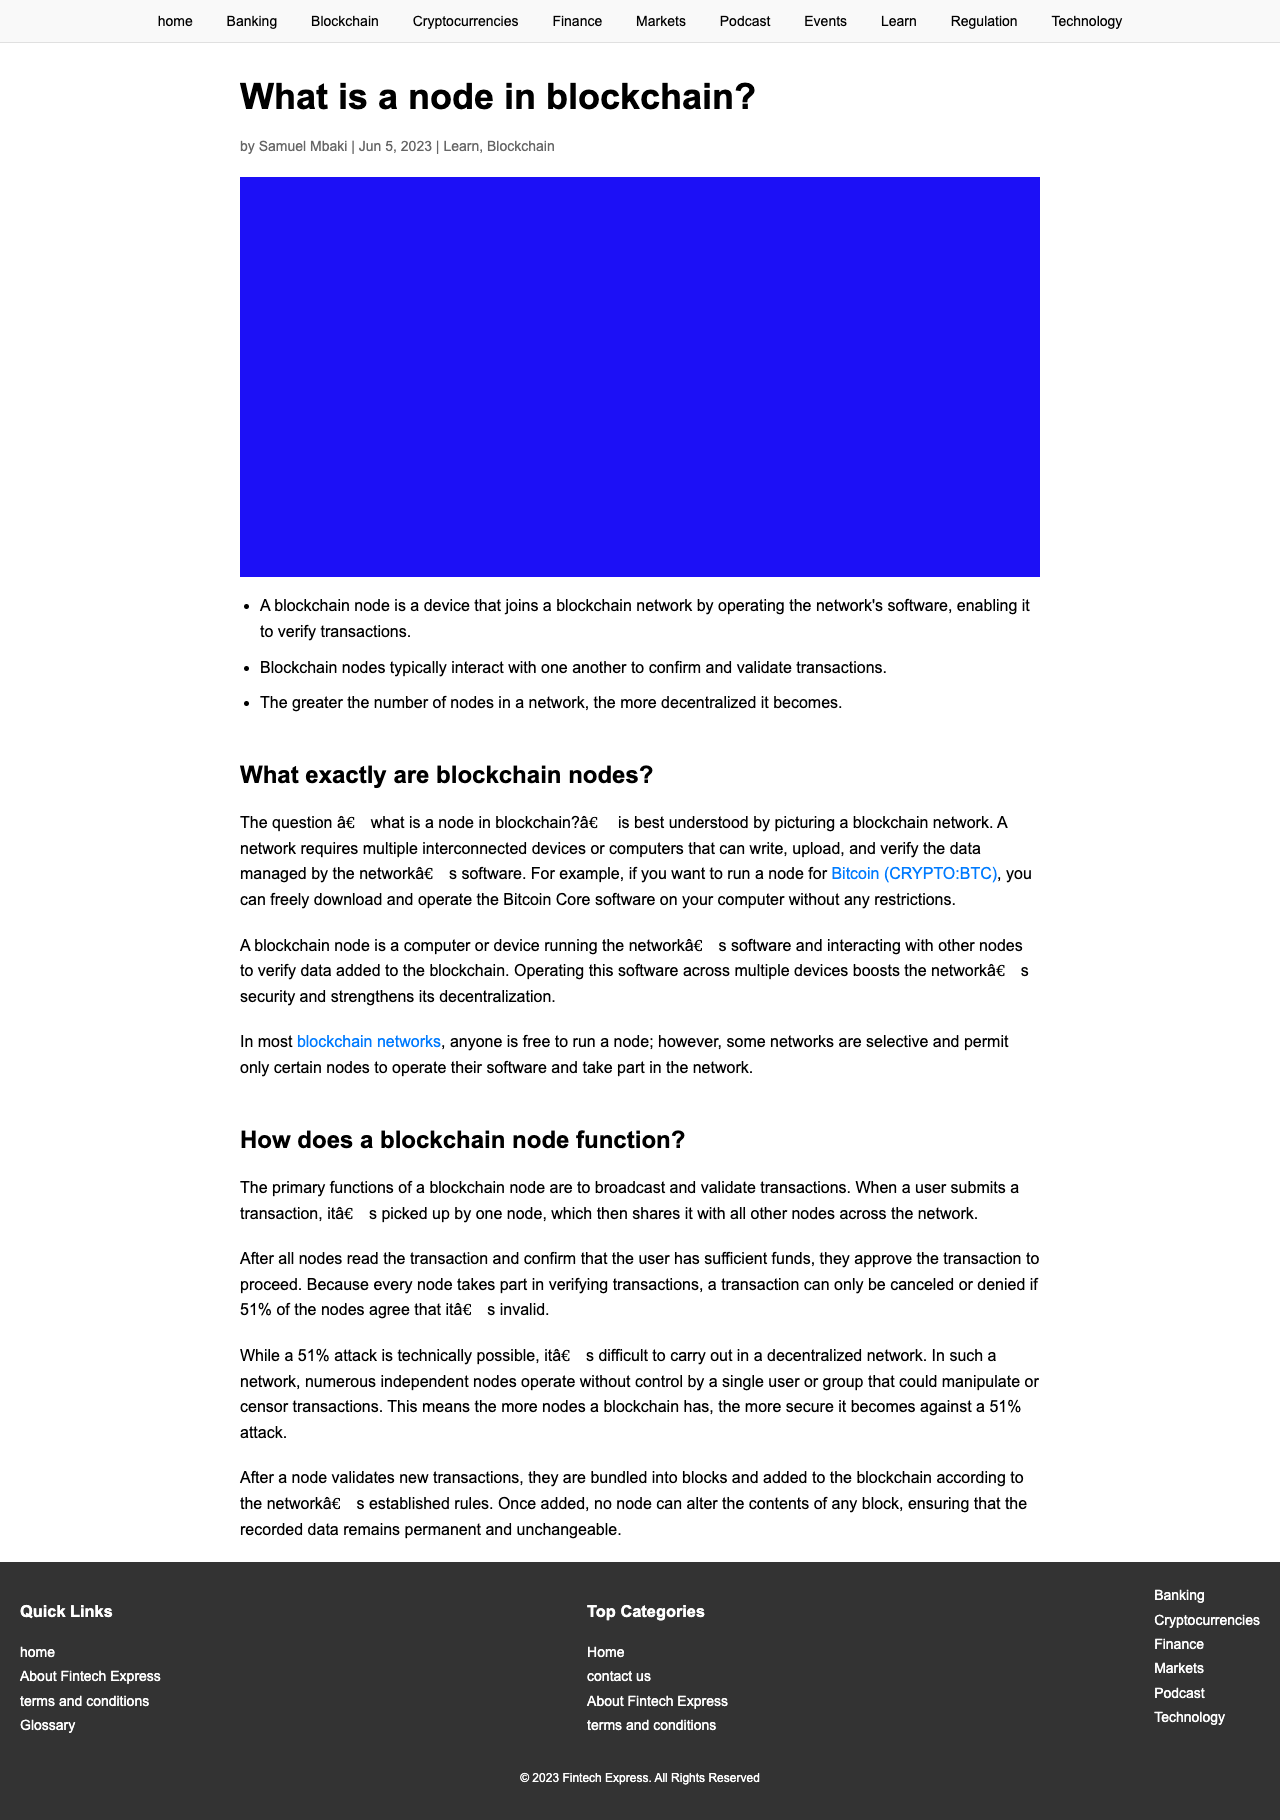 home Banking Blockchain Cryptocurrencies Finance Markets Podcast Events Learn Regulation Technology
What is a node in blockchain?
by Samuel Mbaki | Jun 5, 2023 | Learn, Blockchain
• A blockchain node is a device that joins a blockchain network by operating the network's software, enabling it
to verify transactions.
• Blockchain nodes typically interact with one another to confirm and validate transactions.
• The greater the number of nodes in a network, the more decentralized it becomes.
What exactly are blockchain nodes?
The question â€ what is a node in blockchain?â€ is best understood by picturing a blockchain network. A
network requires multiple interconnected devices or computers that can write, upload, and verify the data
managed by the networkâ€ s software. For example, if you want to run a node for Bitcoin (CRYPTO:BTC), you
can freely download and operate the Bitcoin Core software on your computer without any restrictions.
A blockchain node is a computer or device running the networkâ€ s software and interacting with other nodes
to verify data added to the blockchain. Operating this software across multiple devices boosts the networkâ€ s
security and strengthens its decentralization.
In most blockchain networks, anyone is free to run a node; however, some networks are selective and permit
only certain nodes to operate their software and take part in the network.
How does a blockchain node function?
The primary functions of a blockchain node are to broadcast and validate transactions. When a user submits a
transaction, itâ€ s picked up by one node, which then shares it with all other nodes across the network.
After all nodes read the transaction and confirm that the user has sufficient funds, they approve the transaction to
proceed. Because every node takes part in verifying transactions, a transaction can only be canceled or denied if
51% of the nodes agree that itâ€ s invalid.
While a 51% attack is technically possible, itâ€ s difficult to carry out in a decentralized network. In such a
network, numerous independent nodes operate without control by a single user or group that could manipulate or
censor transactions. This means the more nodes a blockchain has, the more secure it becomes against a 51%
attack.
After a node validates new transactions, they are bundled into blocks and added to the blockchain according to
the networkâ€ s established rules. Once added, no node can alter the contents of any block, ensuring that the
recorded data remains permanent and unchangeable.
Quick Links
home
About Fintech Express
terms and conditions
Glossary
Top Categories
Home
contact us
About Fintech Express
terms and conditions
Banking
Cryptocurrencies
Finance
Markets
Podcast
Technology
© 2023 Fintech Express. All Rights Reserved